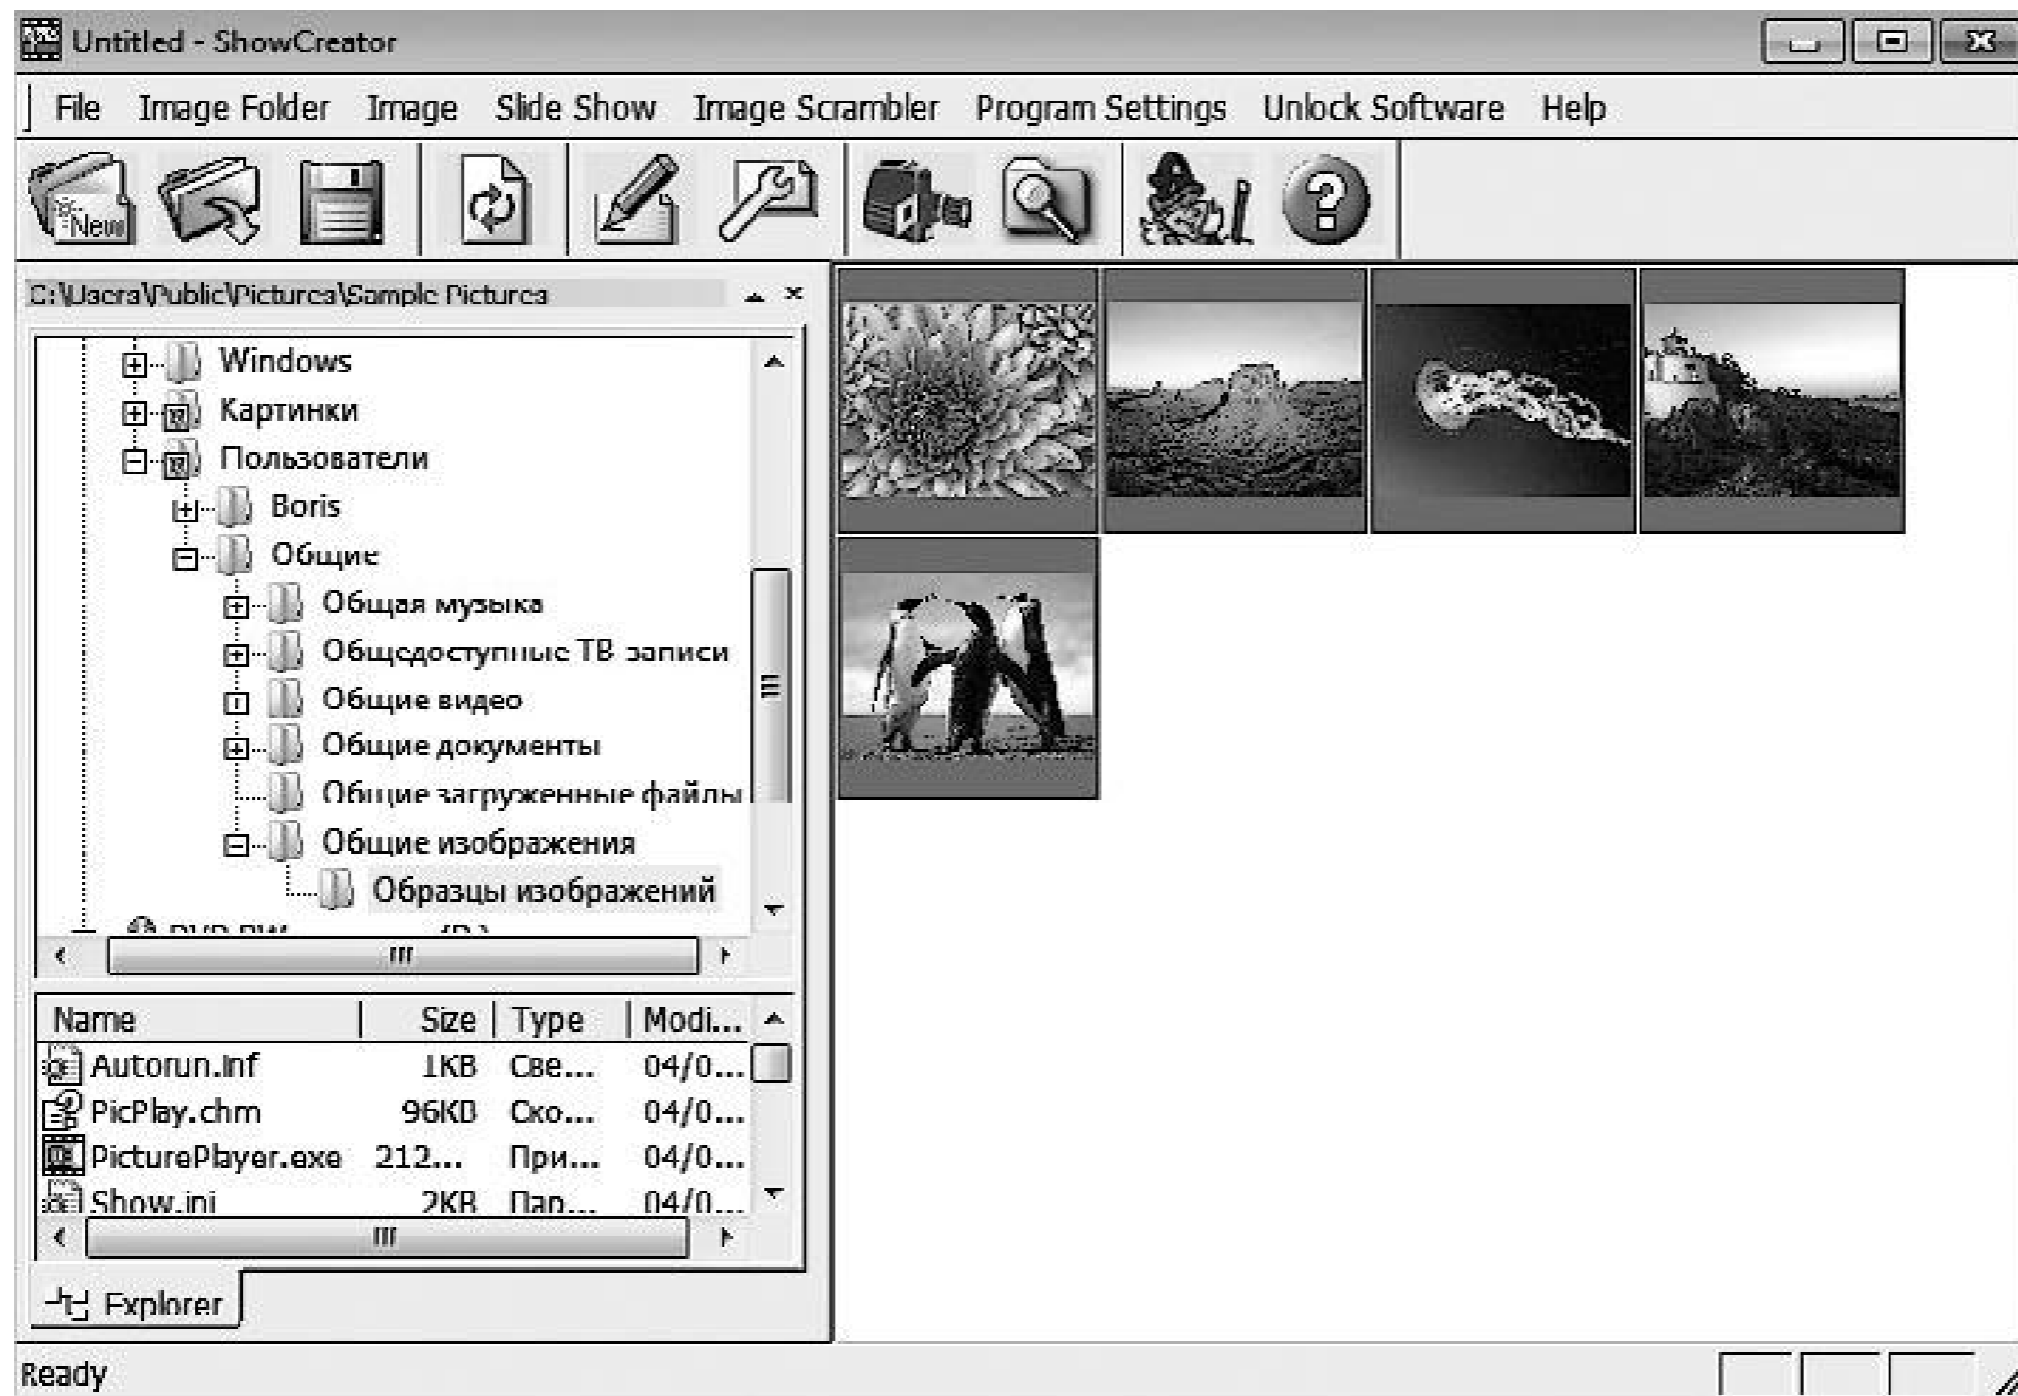 Untitled - ShowCreator
File Image Folder Image Slide Show Image Scrambler Program Settings Unlock Software Help
New
C:\Users\Public\Pictures\Sample Pictures
Windows
Картинки
Пользователи
Boris
Общие
Общая музыка
Общедоступные ТВ-записи
Общие видео
Общие документы
Общие загруженные файлы
Общие изображения
Образцы изображений
Name Size Type Modi...
Autorun.inf 1KB Све... 04/0...
PicPlay.chm 96KB Ско... 04/0...
PicturePlayer.exe 212... При... 04/0...
Show.ini 2KB Пар... 04/0...
Explorer
Ready